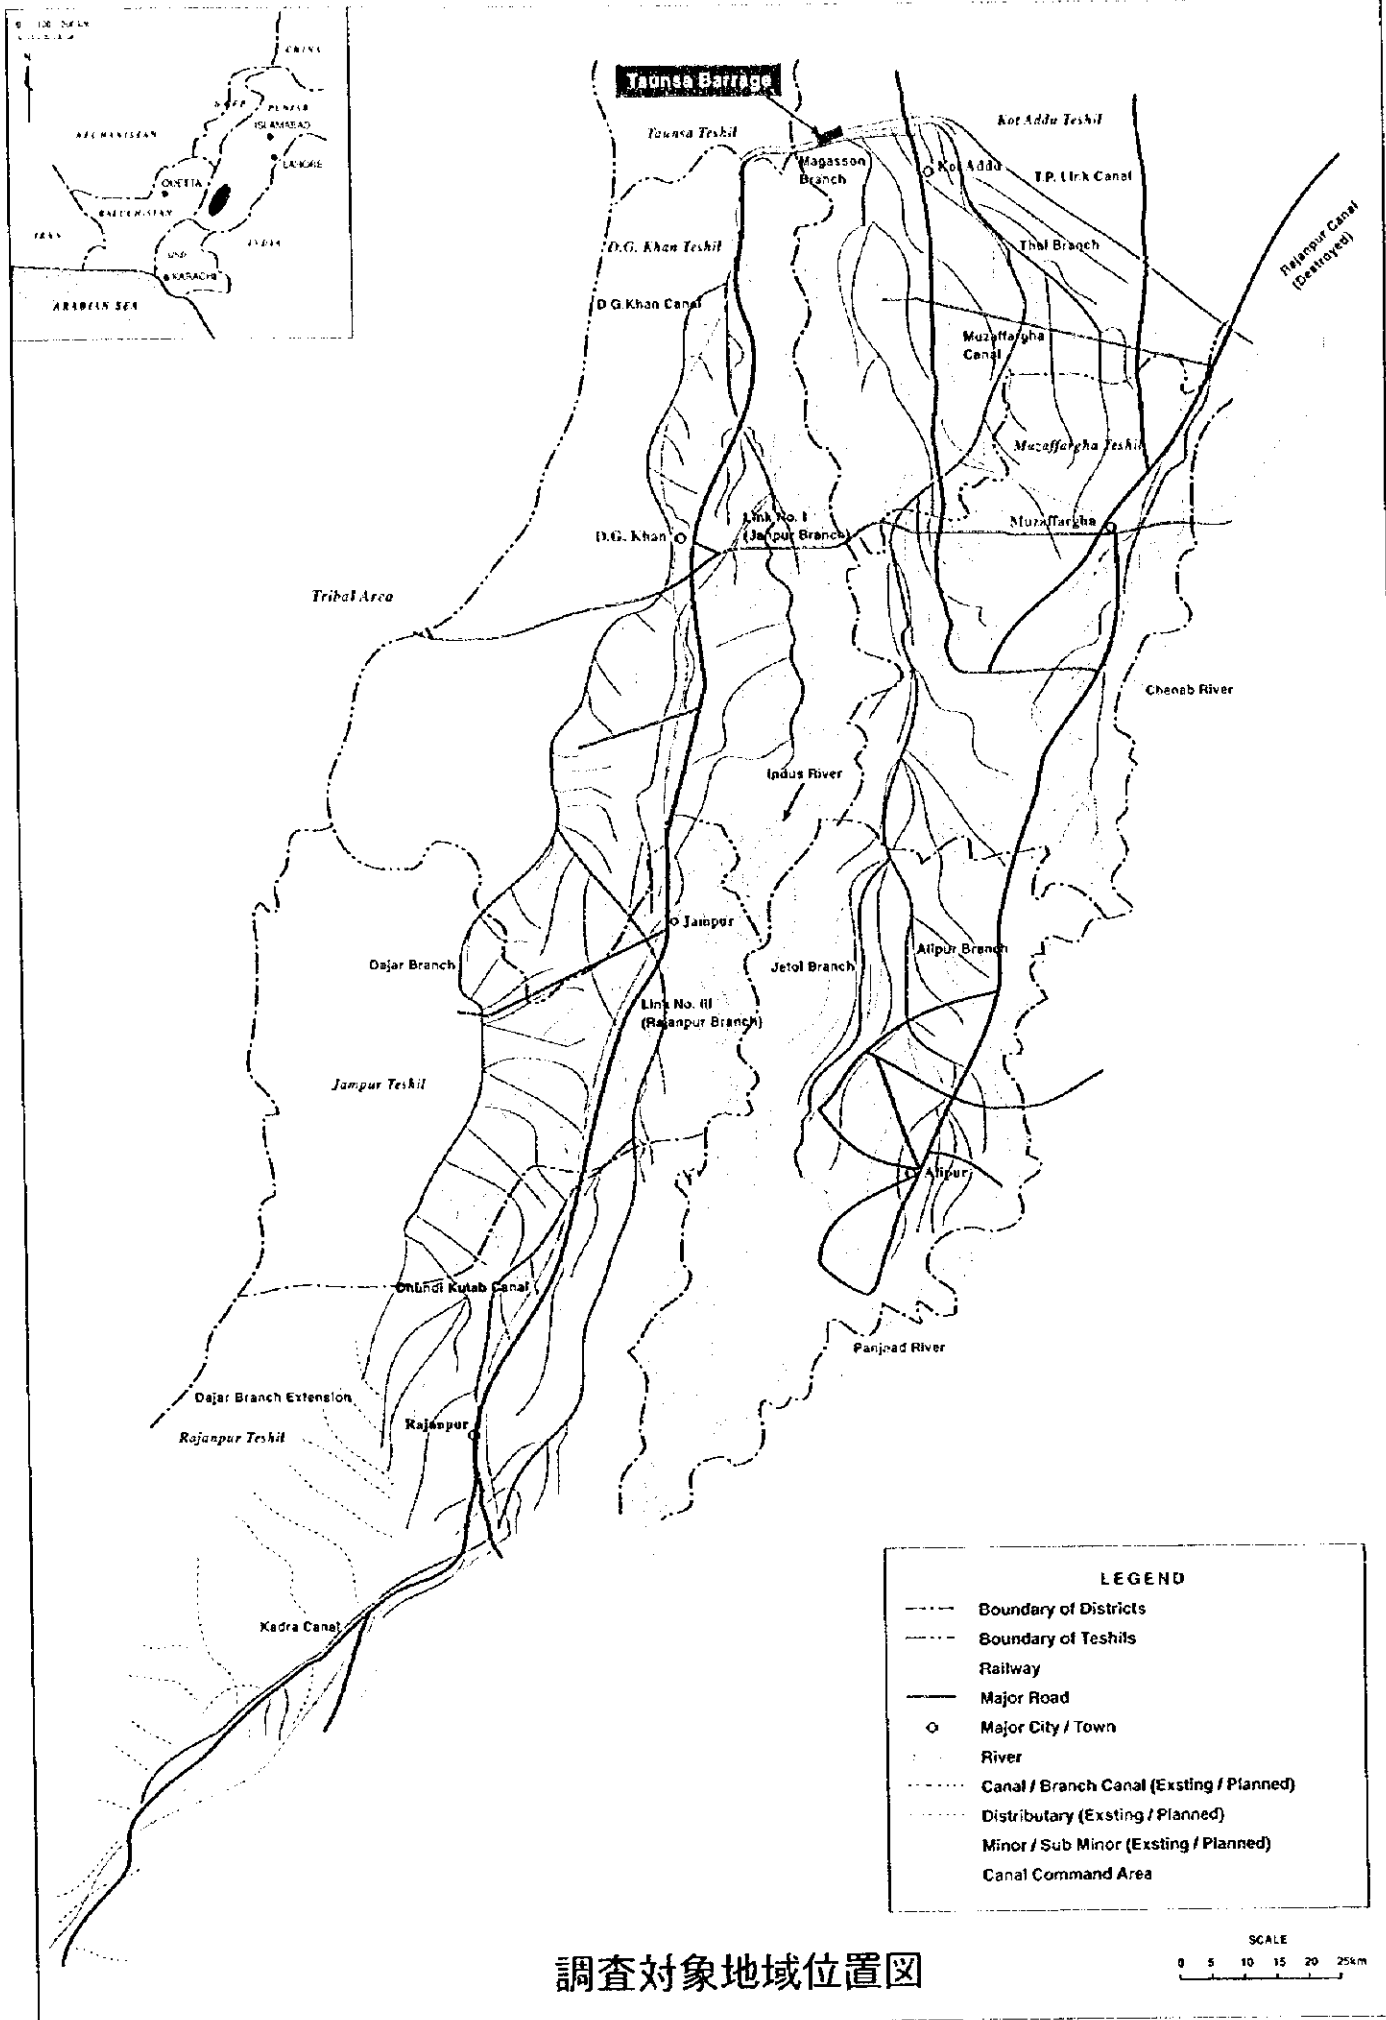 CHINA
PUNJAB
ISLAMABAD
AFGHANISTAN
LAHORE
QUETTA
BALUCHISTAN
IRAN
INDIA
KARACHI
ARABIAN SEA
Taunsa Barrage
Taunsa Teshil
Kot Addu Teshil
Magasson
Branch
Kot Addu
T.P. Link Canal
Rajanpur Canal
(Destroyed)
D.G. Khan Teshil
Thal Branch
D.G.Khan Canal
Muzaffargha
Canal
Muzaffargha Teshil
Link No. I
(Janpur Branch)
Muzaffargha
D.G. Khan
Tribal Area
Chenab River
Indus River
Jampur
Dajar Branch
Jetol Branch
Alipur Branch
Link No. III
(Rajanpur Branch)
Jampur Teshil
Alipur
Dhundi Kutab Canal
Panjnad River
Dajar Branch Extension
Rajanpur
Rajanpur Teshil
Kadra Canal
LEGEND
Boundary of Districts
Boundary of Teshils
Railway
Major Road
Major City / Town
River
Canal / Branch Canal (Exsting / Planned)
Distributary (Exsting / Planned)
Minor / Sub Minor (Exsting / Planned)
Canal Command Area
調査対象地域位置図
SCALE
0 5 10 15 20 25km